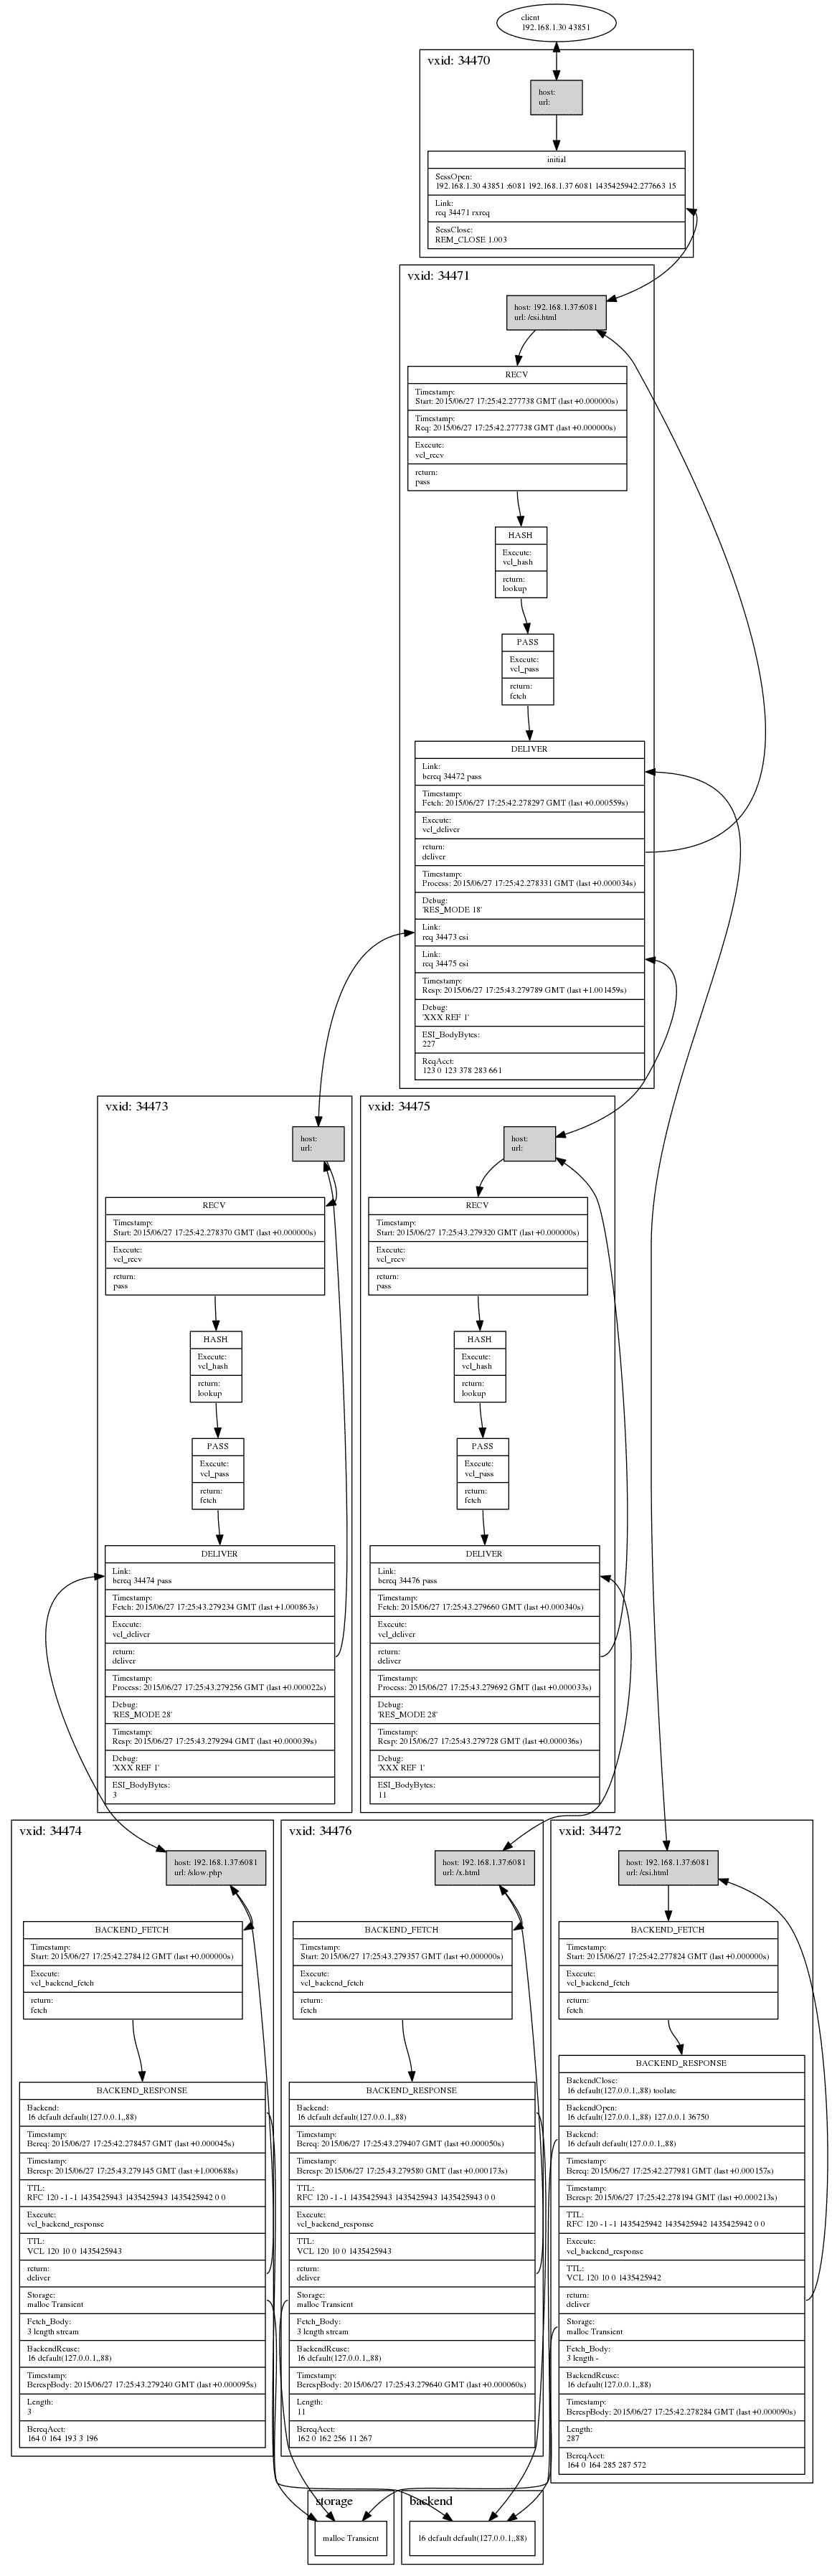 client
192.168.1.30 43851
vxid: 34470
host:
url:
initial
SessOpen:
192.168.1.30 43851 :6081 192.168.1.37 6081 1435425942.277663 15
Link:
req 34471 rxreq
SessClose:
REM_CLOSE 1.003
vxid: 34471
host: 192.168.1.37:6081
url: /esi.html
RECV
Timestamp:
Start: 2015/06/27 17:25:42.277738 GMT (last +0.000000s)
Timestamp:
Req: 2015/06/27 17:25:42.277738 GMT (last +0.000000s)
Execute:
vcl_recv
return:
pass
HASH
Execute:
vcl_hash
return:
lookup
PASS
Execute:
vcl_pass
return:
fetch
DELIVER
Link:
bereq 34472 pass
Timestamp:
Fetch: 2015/06/27 17:25:42.278297 GMT (last +0.000559s)
Execute:
vcl_deliver
return:
deliver
Timestamp:
Process: 2015/06/27 17:25:42.278331 GMT (last +0.000034s)
Debug:
'RES_MODE 18'
Link:
req 34473 esi
Link:
req 34475 esi
Timestamp:
Resp: 2015/06/27 17:25:43.279789 GMT (last +1.001459s)
Debug:
'XXX REF 1'
ESI_BodyBytes:
227
ReqAcct:
123 0 123 378 283 661
vxid: 34473
host:
url:
RECV
Timestamp:
Start: 2015/06/27 17:25:42.278370 GMT (last +0.000000s)
Execute:
vcl_recv
return:
pass
HASH
Execute:
vcl_hash
return:
lookup
PASS
Execute:
vcl_pass
return:
fetch
DELIVER
Link:
bereq 34474 pass
Timestamp:
Fetch: 2015/06/27 17:25:43.279234 GMT (last +1.000863s)
Execute:
vcl_deliver
return:
deliver
Timestamp:
Process: 2015/06/27 17:25:43.279256 GMT (last +0.000022s)
Debug:
'RES_MODE 28'
Timestamp:
Resp: 2015/06/27 17:25:43.279294 GMT (last +0.000039s)
Debug:
'XXX REF 1'
ESI_BodyBytes:
3
vxid: 34475
host:
url:
RECV
Timestamp:
Start: 2015/06/27 17:25:43.279320 GMT (last +0.000000s)
Execute:
vcl_recv
return:
pass
HASH
Execute:
vcl_hash
return:
lookup
PASS
Execute:
vcl_pass
return:
fetch
DELIVER
Link:
bereq 34476 pass
Timestamp:
Fetch: 2015/06/27 17:25:43.279660 GMT (last +0.000340s)
Execute:
vcl_deliver
return:
deliver
Timestamp:
Process: 2015/06/27 17:25:43.279692 GMT (last +0.000033s)
Debug:
'RES_MODE 28'
Timestamp:
Resp: 2015/06/27 17:25:43.279728 GMT (last +0.000036s)
Debug:
'XXX REF 1'
ESI_BodyBytes:
11
vxid: 34474
host: 192.168.1.37:6081
url: /slow.php
BACKEND_FETCH
Timestamp:
Start: 2015/06/27 17:25:42.278412 GMT (last +0.000000s)
Execute:
vcl_backend_fetch
return:
fetch
BACKEND_RESPONSE
Backend:
16 default default(127.0.0.1,,88)
Timestamp:
Bereq: 2015/06/27 17:25:42.278457 GMT (last +0.000045s)
Timestamp:
Beresp: 2015/06/27 17:25:43.279145 GMT (last +1.000688s)
TTL:
RFC 120 -1 -1 1435425943 1435425943 1435425942 0 0
Execute:
vcl_backend_response
TTL:
VCL 120 10 0 1435425943
return:
deliver
Storage:
malloc Transient
Fetch_Body:
3 length stream
BackendReuse:
16 default(127.0.0.1,,88)
Timestamp:
BerespBody: 2015/06/27 17:25:43.279240 GMT (last +0.000095s)
Length:
3
BereqAcct:
164 0 164 193 3 196
vxid: 34476
host: 192.168.1.37:6081
url: /x.html
BACKEND_FETCH
Timestamp:
Start: 2015/06/27 17:25:43.279357 GMT (last +0.000000s)
Execute:
vcl_backend_fetch
return:
fetch
BACKEND_RESPONSE
Backend:
16 default default(127.0.0.1,,88)
Timestamp:
Bereq: 2015/06/27 17:25:43.279407 GMT (last +0.000050s)
Timestamp:
Beresp: 2015/06/27 17:25:43.279580 GMT (last +0.000173s)
TTL:
RFC 120 -1 -1 1435425943 1435425943 1435425943 0 0
Execute:
vcl_backend_response
TTL:
VCL 120 10 0 1435425943
return:
deliver
Storage:
malloc Transient
Fetch_Body:
3 length stream
BackendReuse:
16 default(127.0.0.1,,88)
Timestamp:
BerespBody: 2015/06/27 17:25:43.279640 GMT (last +0.000060s)
Length:
11
BereqAcct:
162 0 162 256 11 267
vxid: 34472
host: 192.168.1.37:6081
url: /esi.html
BACKEND_FETCH
Timestamp:
Start: 2015/06/27 17:25:42.277824 GMT (last +0.000000s)
Execute:
vcl_backend_fetch
return:
fetch
BACKEND_RESPONSE
BackendClose:
16 default(127.0.0.1,,88) toolate
BackendOpen:
16 default(127.0.0.1,,88) 127.0.0.1 36750
Backend:
16 default default(127.0.0.1,,88)
Timestamp:
Bereq: 2015/06/27 17:25:42.277981 GMT (last +0.000157s)
Timestamp:
Beresp: 2015/06/27 17:25:42.278194 GMT (last +0.000213s)
TTL:
RFC 120 -1 -1 1435425942 1435425942 1435425942 0 0
Execute:
vcl_backend_response
TTL:
VCL 120 10 0 1435425942
return:
deliver
Storage:
malloc Transient
Fetch_Body:
3 length -
BackendReuse:
16 default(127.0.0.1,,88)
Timestamp:
BerespBody: 2015/06/27 17:25:42.278284 GMT (last +0.000090s)
Length:
287
BereqAcct:
164 0 164 285 287 572
storage
malloc Transient
backend
16 default default(127.0.0.1,,88)